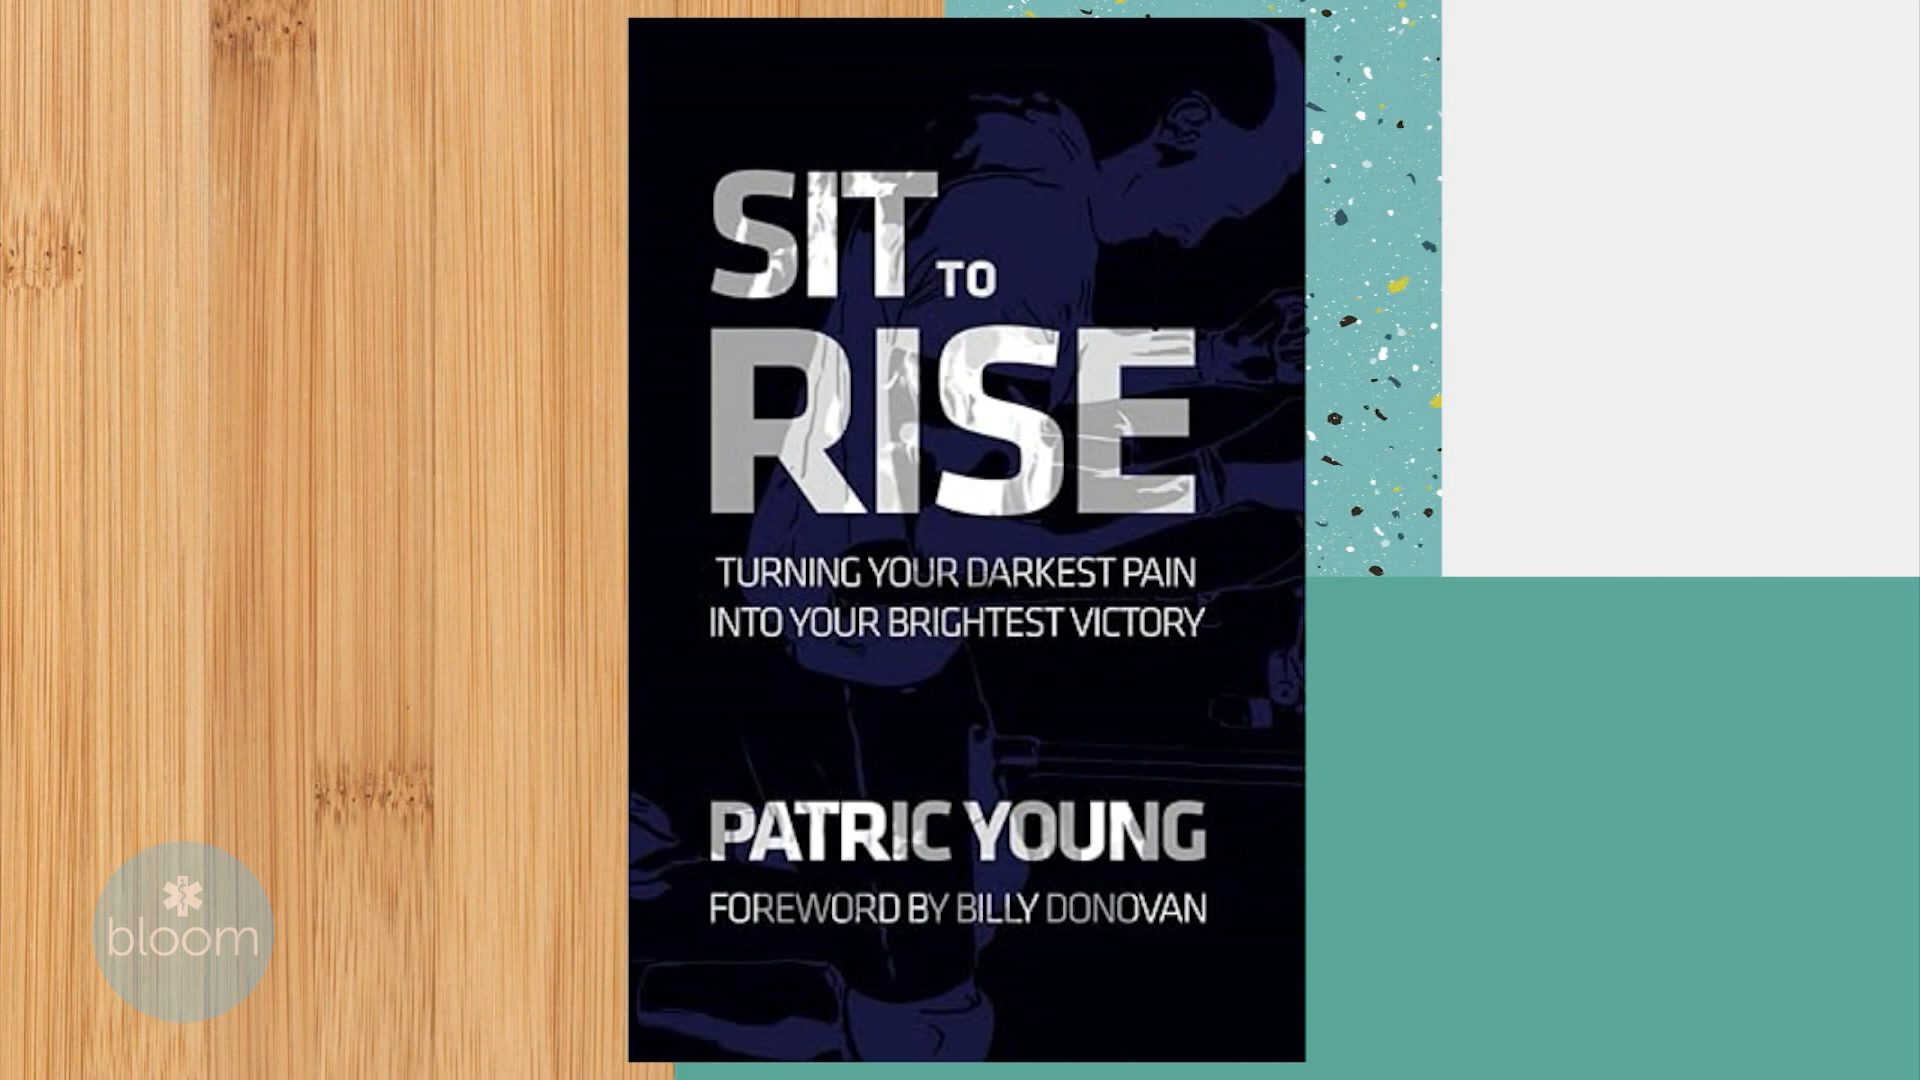 SIT TO
RISE
TURNING YOUR DARKEST PAIN
INTO YOUR BRIGHTEST VICTORY
PATRIC YOUNG
FOREWORD BY BILLY DONOVAN
bloom